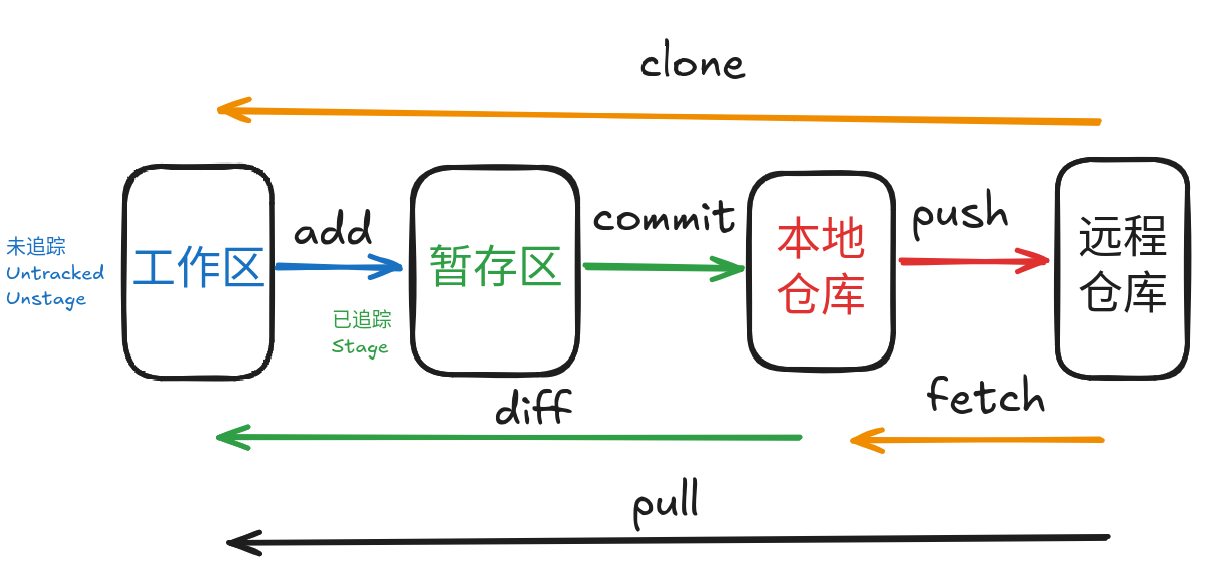 clone
未追踪
Untracked
Unstage
工作区
add
已追踪
Stage
暂存区
commit
本地
仓库
push
远程
仓库
diff
fetch
pull